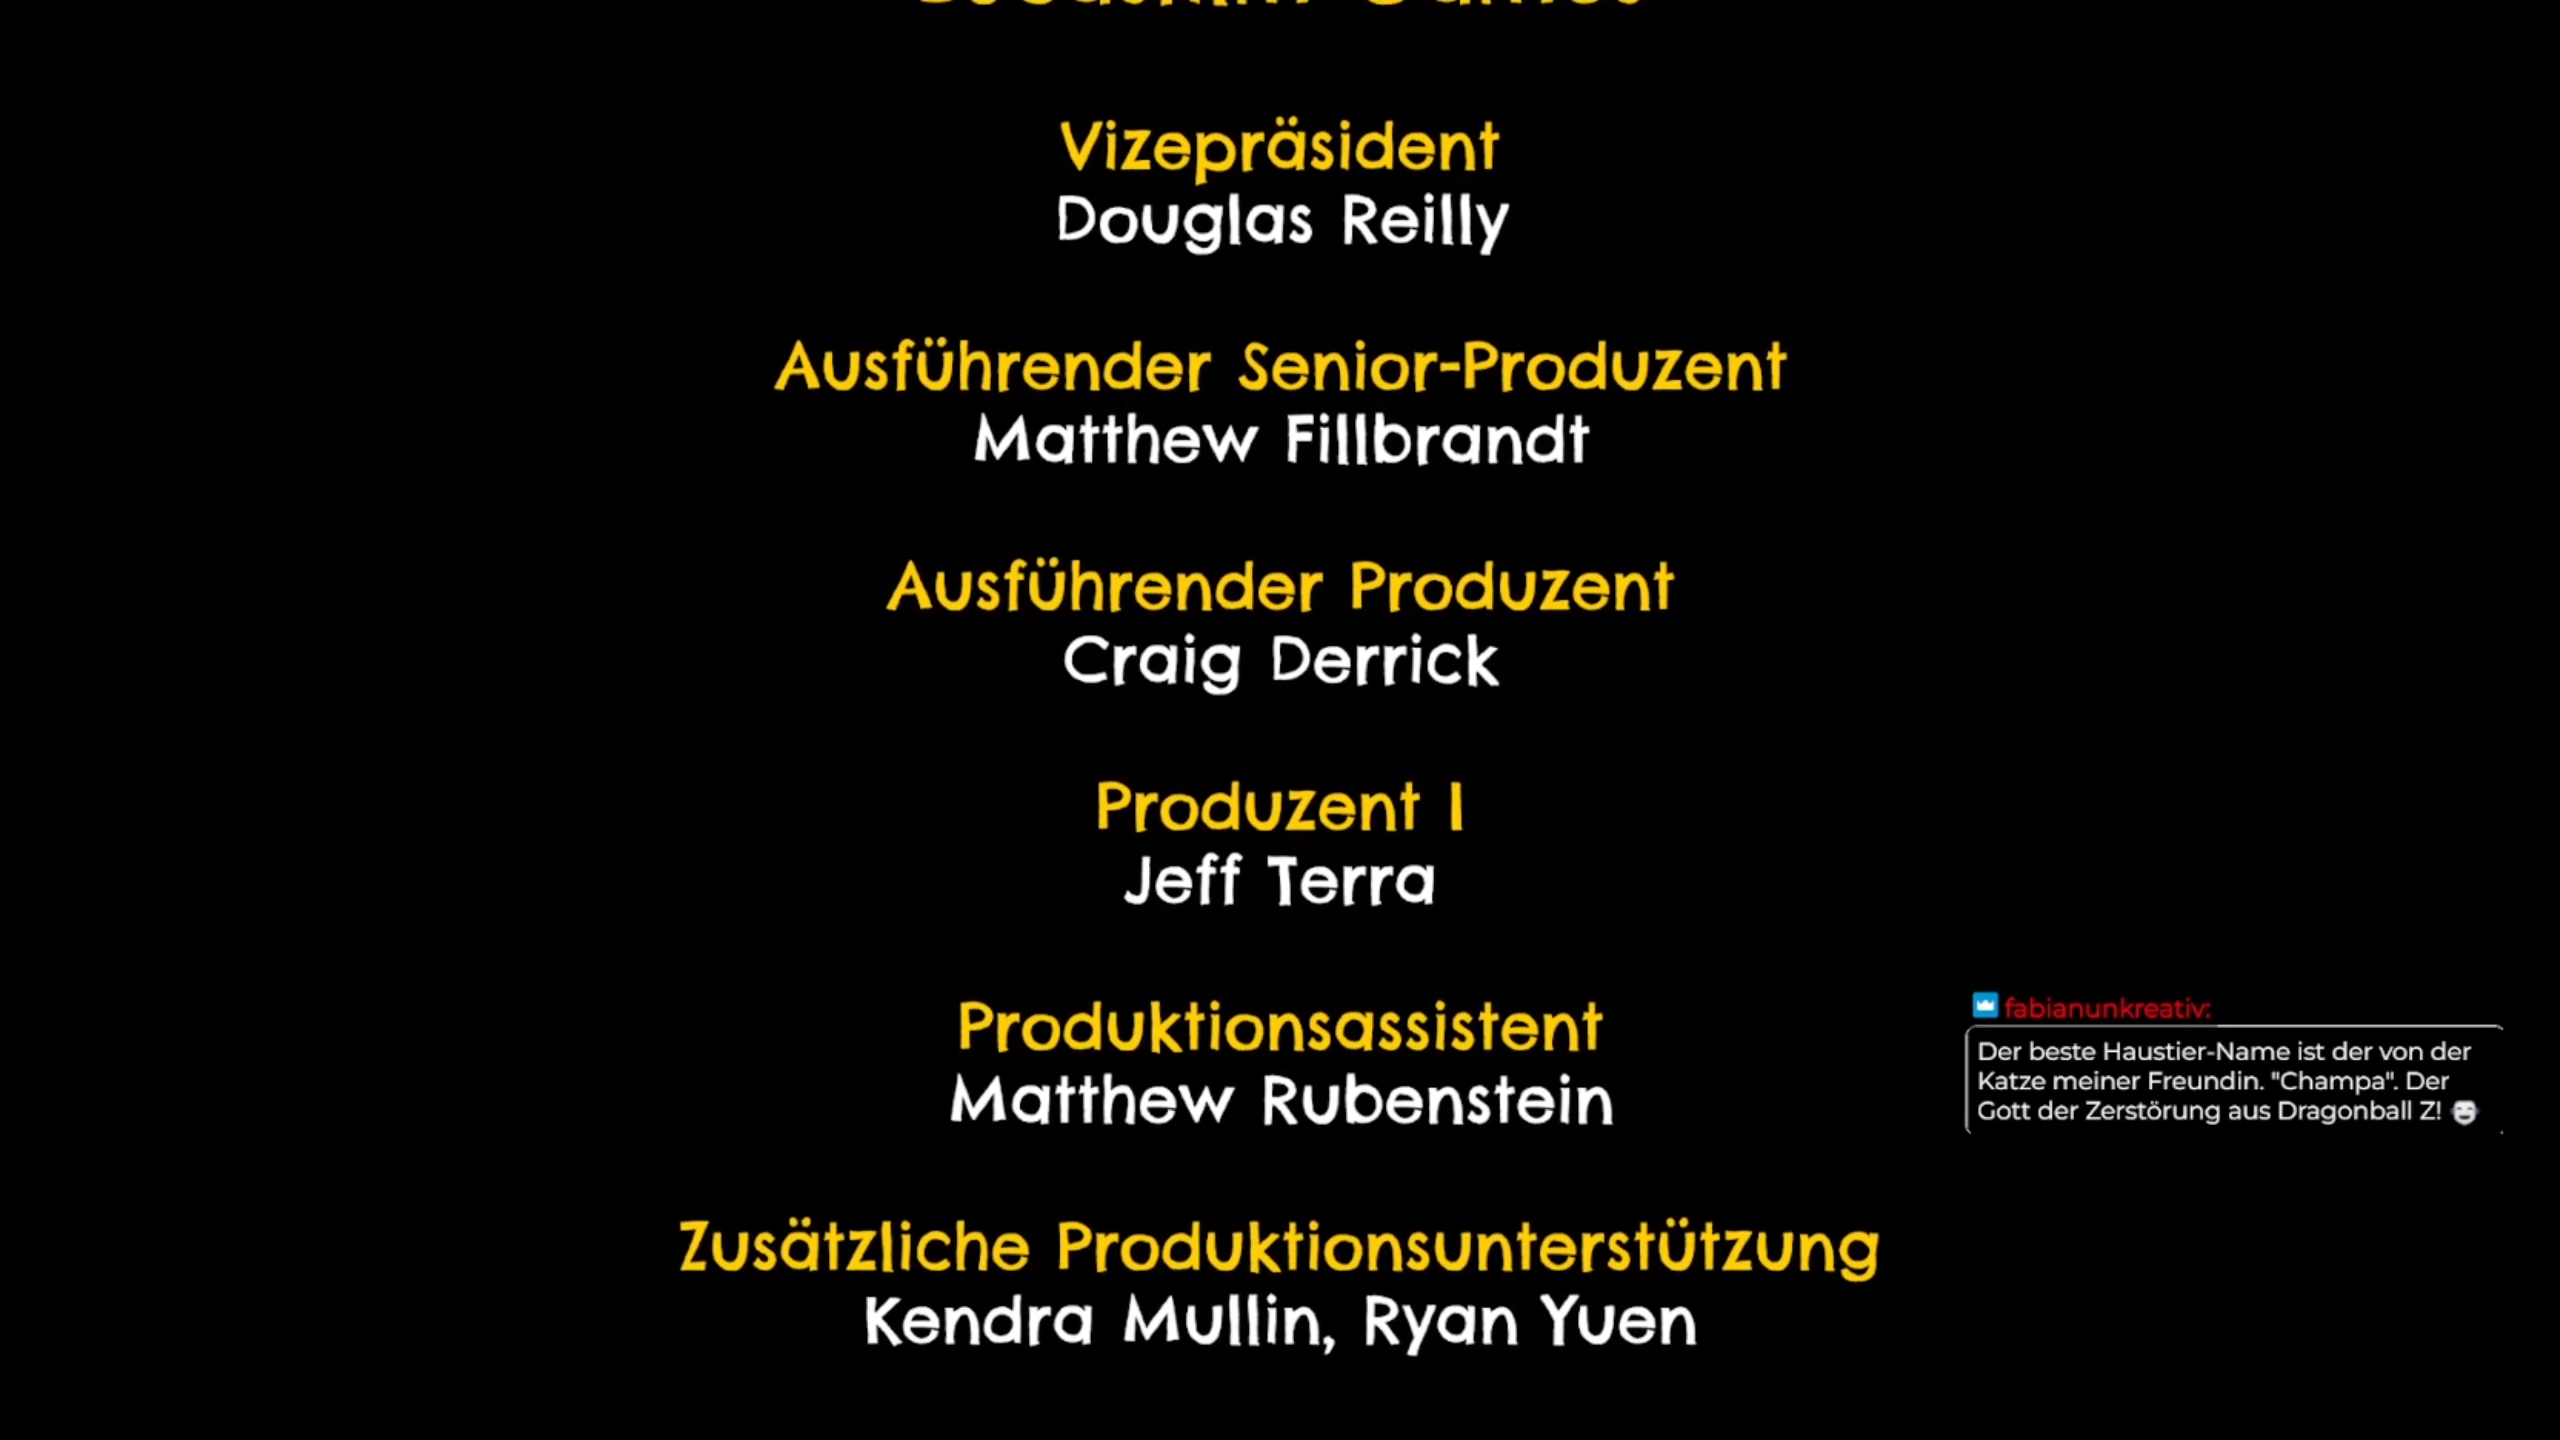 Vizepräsident
Douglas Reilly
Ausführender Senior-Produzent
Matthew Fillbrandt
Ausführender Produzent
Craig Derrick
Produzent I
Jeff Terra
Produktionsassistent
Matthew Rubenstein
Zusätzliche Produktionsunterstützung
Kendra Mullin, Ryan Yuen
fabianunkreativ:
Der beste Haustier-Name ist der von der
Katze meiner Freundin. "Champa". Der
Gott der Zerstörung aus Dragonball Z!